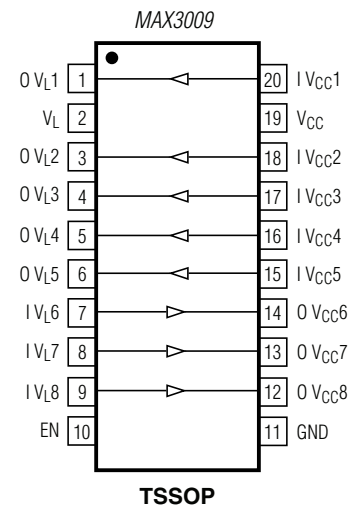 MAX3009
O VL1 1 20 I VCC1
VL 2 19 VCC
O VL2 3 18 I VCC2
O VL3 4 17 I VCC3
O VL4 5 16 I VCC4
O VL5 6 15 I VCC5
I VL6 7 14 O VCC6
I VL7 8 13 O VCC7
I VL8 9 12 O VCC8
EN 10 11 GND
TSSOP